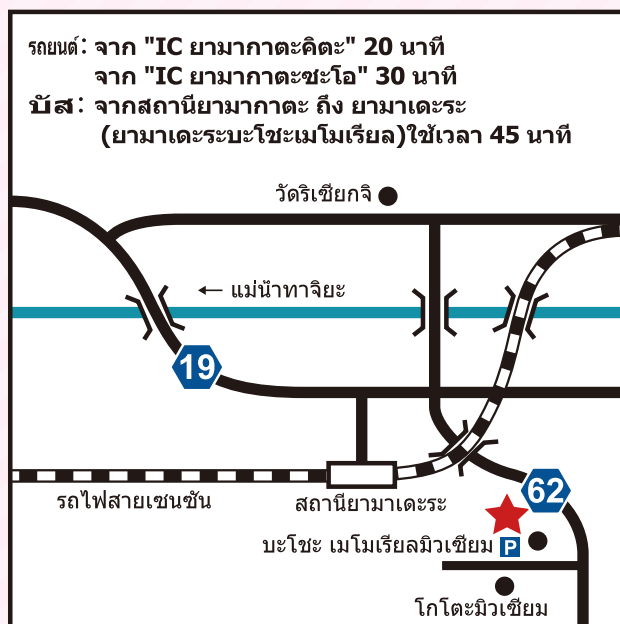 รถยนต์: จาก "IC ยามากาตะคิตะ" 20 นาที
จาก "IC ยามากาตะซะโอ" 30 นาที
บัส: จากสถานียามากาตะ ถึง ยามาเดะระ
(ยามาเดะระบะโชะเมโมเรียล)ใช้เวลา 45 นาที
วัดริเชียกจิ
← แม่น้ำทาจิยะ
19
รถไฟสายเซนซัน
สถานียามาเดะระ
62
บะโชะ เมโมเรียลมิวเซียม P
โกโตะมิวเซียม